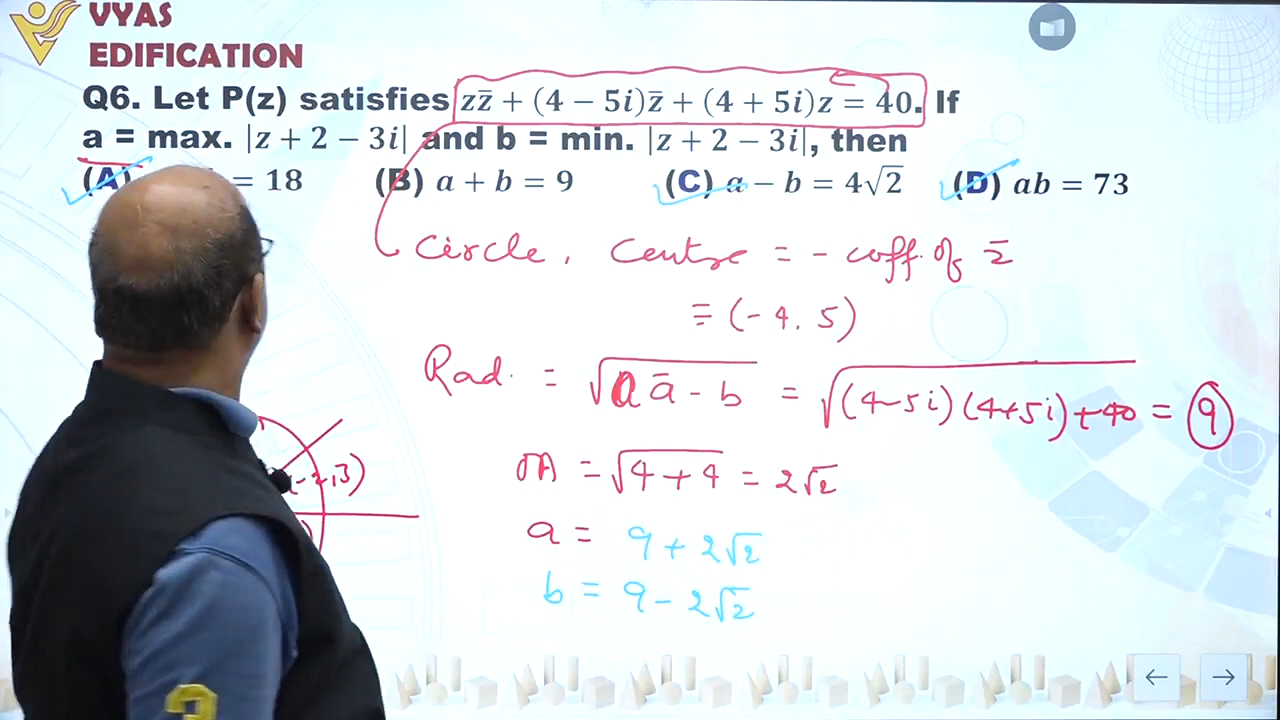 VYAS
EDIFICATION
Q6. Let P(z) satisfies zz̄ + (4 − 5i)z̄ + (4 + 5i)z = 40. If
a = max. |z + 2 − 3i| and b = min. |z + 2 − 3i|, then
(A) = 18 (B) a + b = 9 (C) a − b = 4√2 (D) ab = 73
Circle, Centre = - coff. of z̄
≡ (-4, 5)
Rad. = √(a ā - b) = √((4-5i)(4+5i)+40) = 9
= √(4+4) = 2√2
a = 9 + 2√2
b = 9 - 2√2